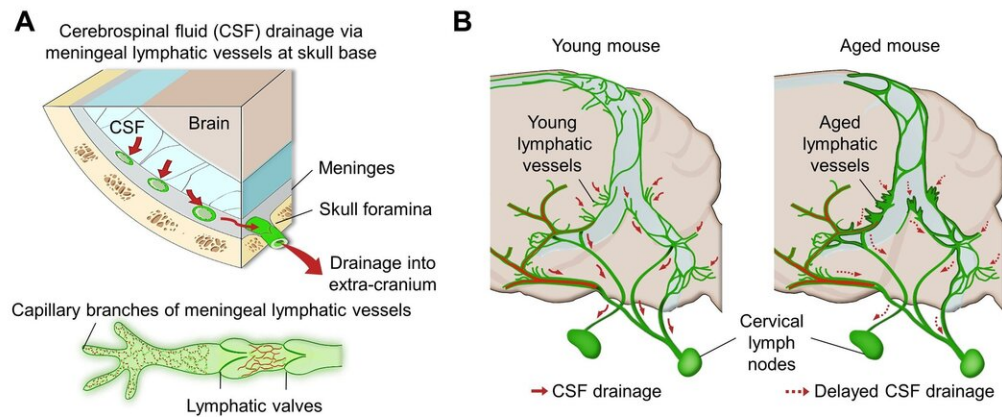 A
Cerebrospinal fluid (CSF) drainage via
meningeal lymphatic vessels at skull base
CSF
Brain
Meninges
Skull foramina
Drainage into
extra-cranium
Capillary branches of meningeal lymphatic vessels
Lymphatic valves
B
Young mouse
Aged mouse
Young
lymphatic
vessels
Aged
lymphatic
vessels
Cervical
lymph
nodes
CSF drainage
Delayed CSF drainage